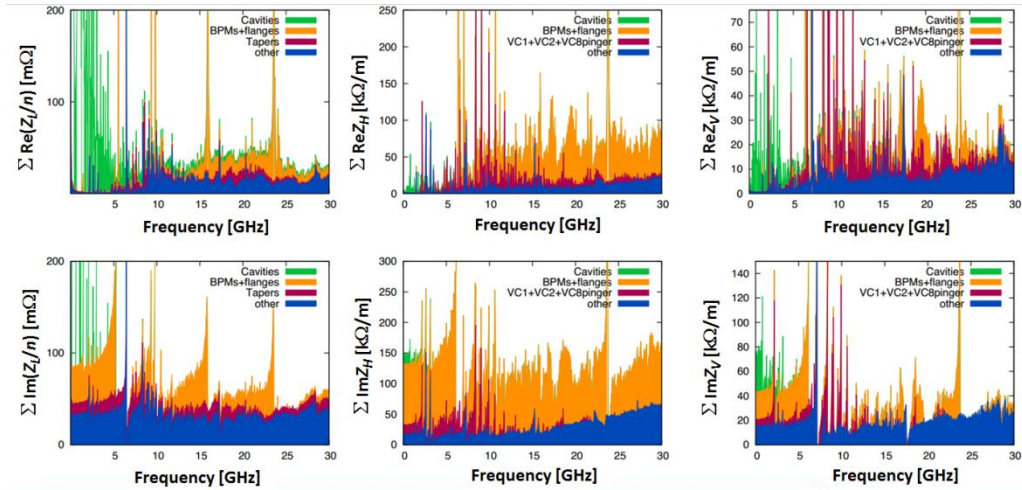 Σ Re(Z_L/n) [mΩ]
200
100
0
Cavities
BPMs+flanges
Tapers
other
5 10 15 20 25 30
Frequency [GHz]
Σ ReZ_H [kΩ/m]
250
200
150
100
50
0
Cavities
BPMs+flanges
VC1+VC2+VC8pinger
other
0 5 10 15 20 25 30
Frequency [GHz]
Σ ReZ_V [kΩ/m]
70
60
50
40
30
20
10
0
Cavities
BPMs+flanges
VC1+VC2+VC8pinger
other
5 10 15 20 25 30
Frequency [GHz]
Σ Im(Z_L/n) [mΩ]
200
100
0
Cavities
BPMs+flanges
Tapers
other
5 10 15 20 25 30
Frequency [GHz]
Σ ImZ_H [kΩ/m]
300
250
200
150
100
50
0
Cavities
BPMs+flanges
VC1+VC2+VC8pinger
other
0 5 10 15 20 25 30
Frequency [GHz]
Σ ImZ_V [kΩ/m]
140
120
100
80
60
40
20
0
Cavities
BPMs+flanges
VC1+VC2+VC8pinger
other
5 10 15 20 25 30
Frequency [GHz]